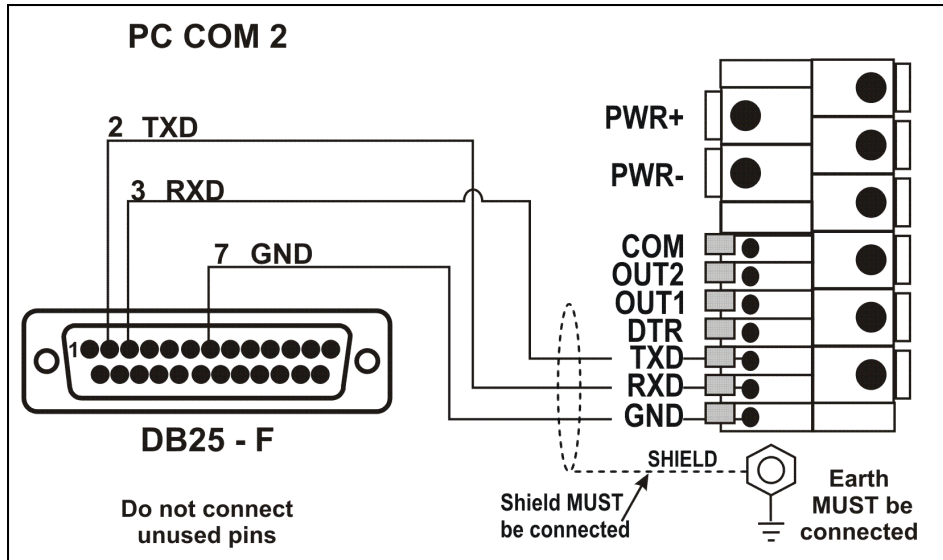 PC COM 2
2 TXD
3 RXD
7 GND
1
DB25 - F
Do not connect
unused pins
PWR+
PWR-
COM
OUT2
OUT1
DTR
TXD
RXD
GND
SHIELD
Shield MUST
be connected
Earth
MUST be
connected